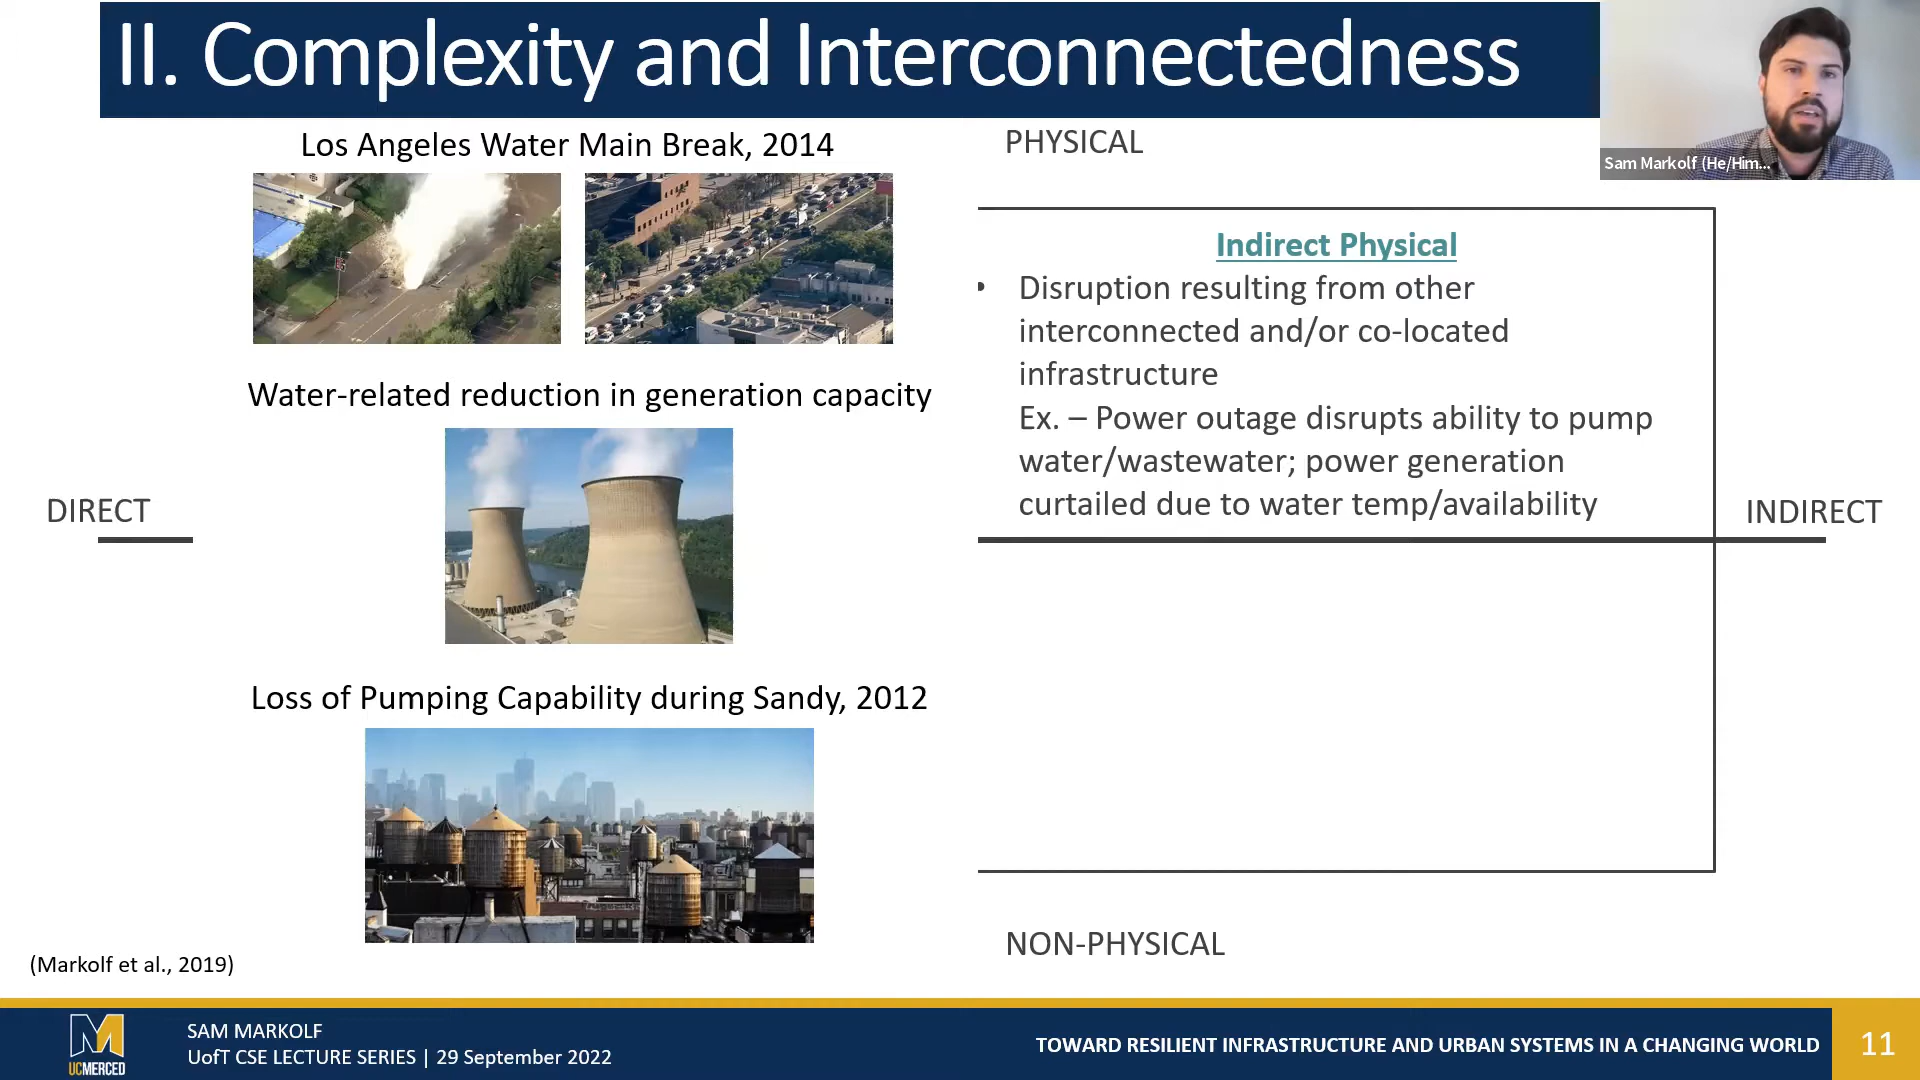 II. Complexity and Interconnectedness
Sam Markolf (He/Him...
Los Angeles Water Main Break, 2014
PHYSICAL
Water-related reduction in generation capacity
Indirect Physical
• Disruption resulting from other
interconnected and/or co-located
infrastructure
Ex. – Power outage disrupts ability to pump
water/wastewater; power generation
curtailed due to water temp/availability
DIRECT
INDIRECT
Loss of Pumping Capability during Sandy, 2012
NON-PHYSICAL
(Markolf et al., 2019)
M
UCMERCED
SAM MARKOLF
UofT CSE LECTURE SERIES | 29 September 2022
TOWARD RESILIENT INFRASTRUCTURE AND URBAN SYSTEMS IN A CHANGING WORLD
11